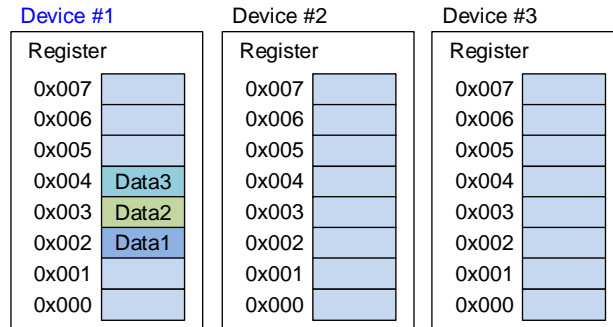 Device #1
Register
0x007
0x006
0x005
0x004 Data3
0x003 Data2
0x002 Data1
0x001
0x000
Device #2
Register
0x007
0x006
0x005
0x004
0x003
0x002
0x001
0x000
Device #3
Register
0x007
0x006
0x005
0x004
0x003
0x002
0x001
0x000